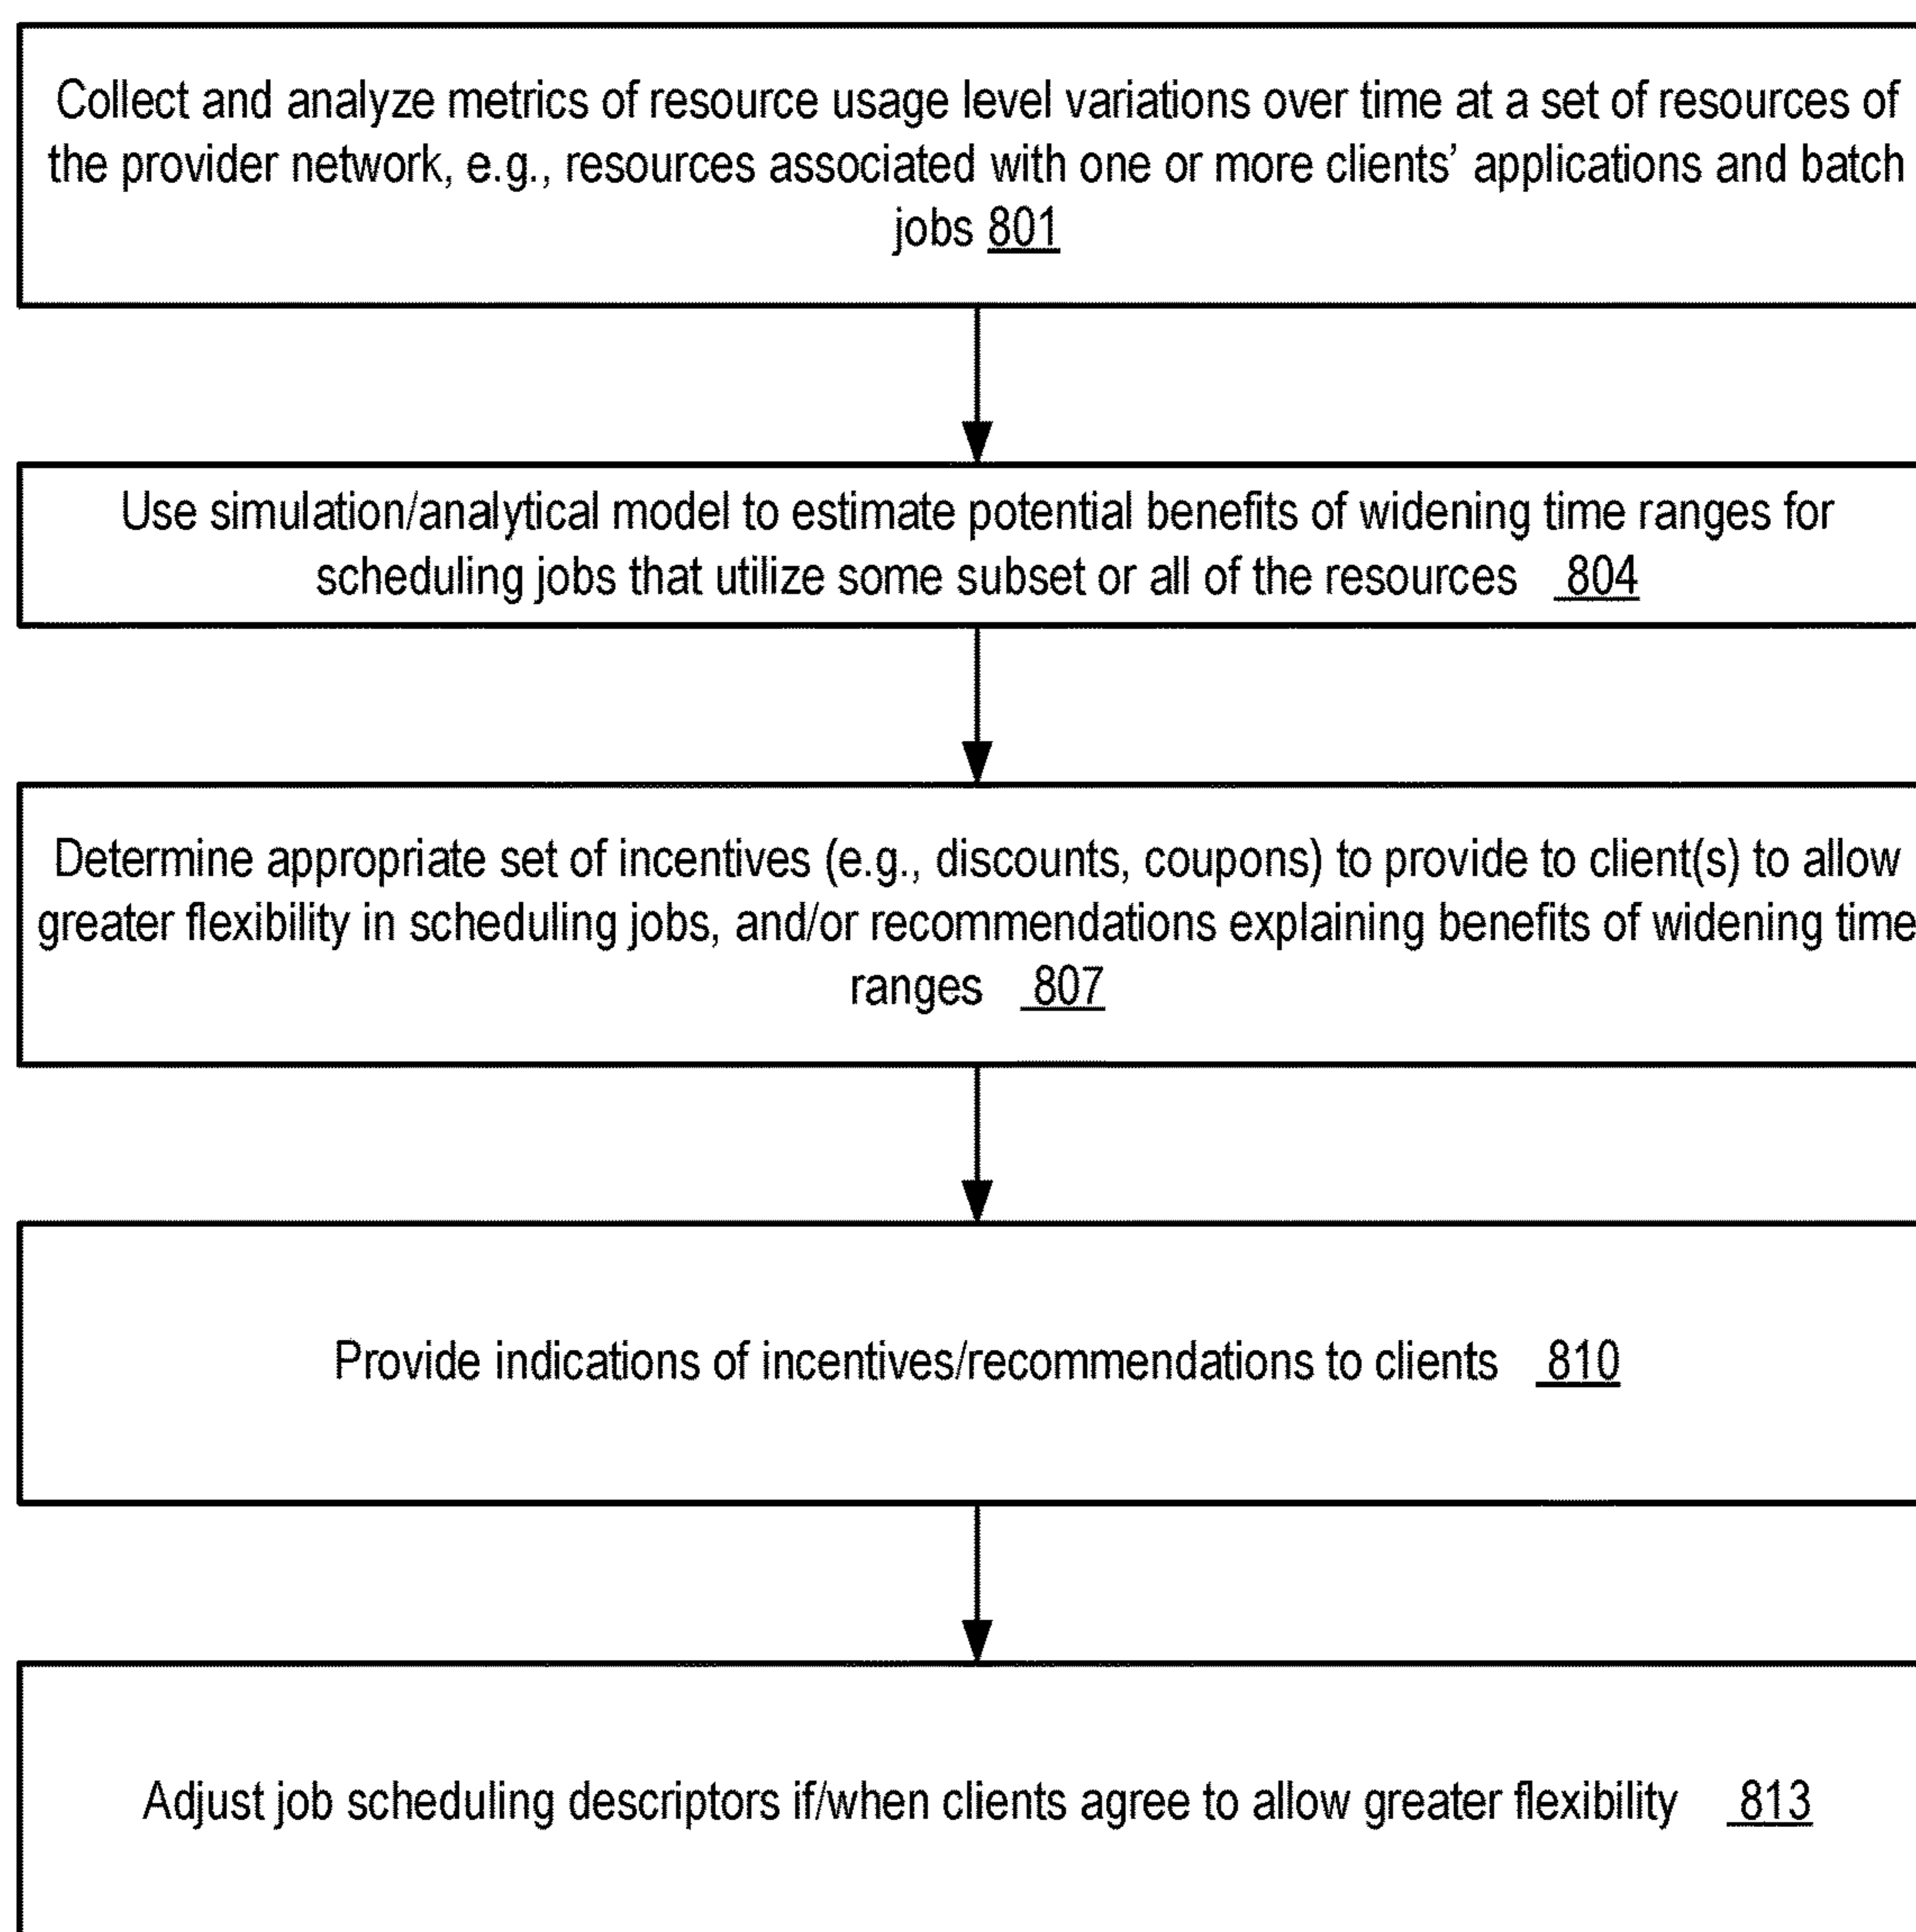 Collect and analyze metrics of resource usage level variations over time at a set of resources of
the provider network, e.g., resources associated with one or more clients’ applications and batch
jobs 801
Use simulation/analytical model to estimate potential benefits of widening time ranges for
scheduling jobs that utilize some subset or all of the resources 804
Determine appropriate set of incentives (e.g., discounts, coupons) to provide to client(s) to allow
greater flexibility in scheduling jobs, and/or recommendations explaining benefits of widening time
ranges 807
Provide indications of incentives/recommendations to clients 810
Adjust job scheduling descriptors if/when clients agree to allow greater flexibility 813